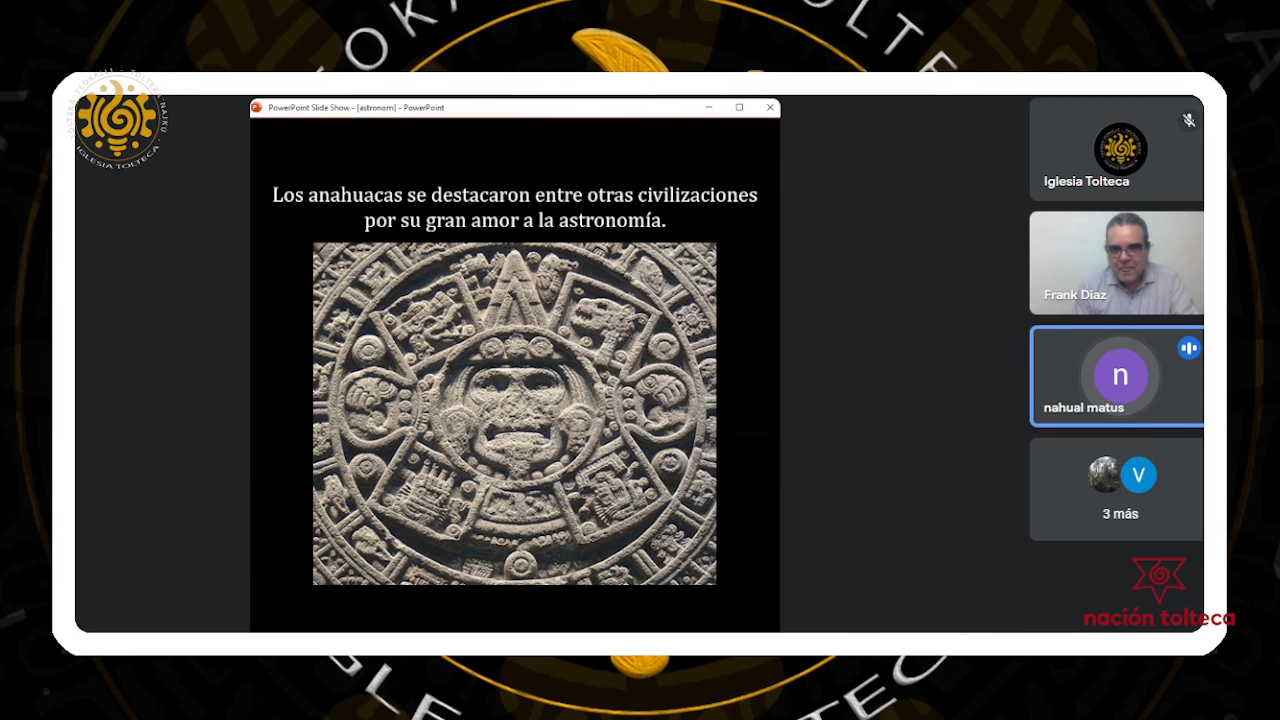 PowerPoint Slide Show - [astronom] - PowerPoint
Los anahuacas se destacaron entre otras civilizaciones
por su gran amor a la astronomía.
IGLESIA TOLTECA
Iglesia Tolteca
Frank Diaz
n
nahual matus
V
3 más
nación tolteca